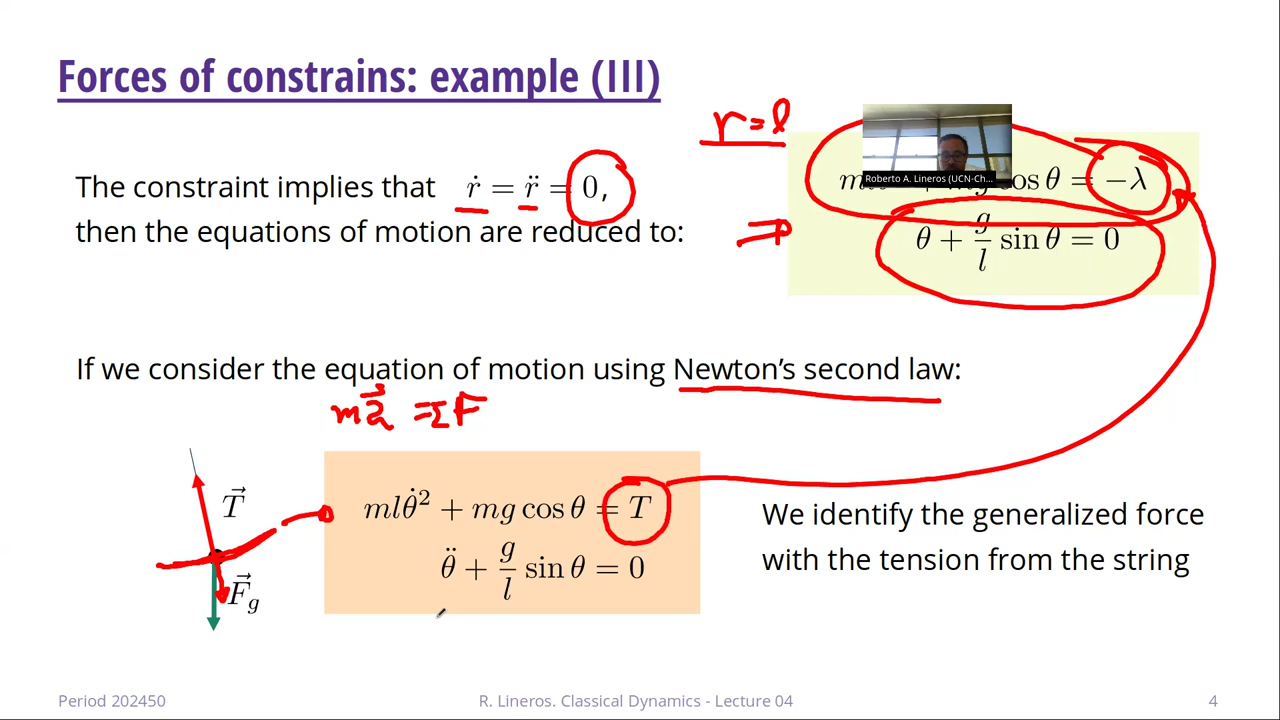 Forces of constrains: example (III)
r = l
The constraint implies that ṙ = r̈ = 0,
then the equations of motion are reduced to:
cos θ = −λ
Roberto A. Lineros (UCN-Ch...
θ̈ + g/l sin θ = 0
If we consider the equation of motion using Newton's second law:
ma⃗ = ΣF
T⃗
F⃗g
mlθ̇² + mg cos θ = T
θ̈ + g/l sin θ = 0
We identify the generalized force
with the tension from the string
Period 202450
R. Lineros. Classical Dynamics - Lecture 04
4